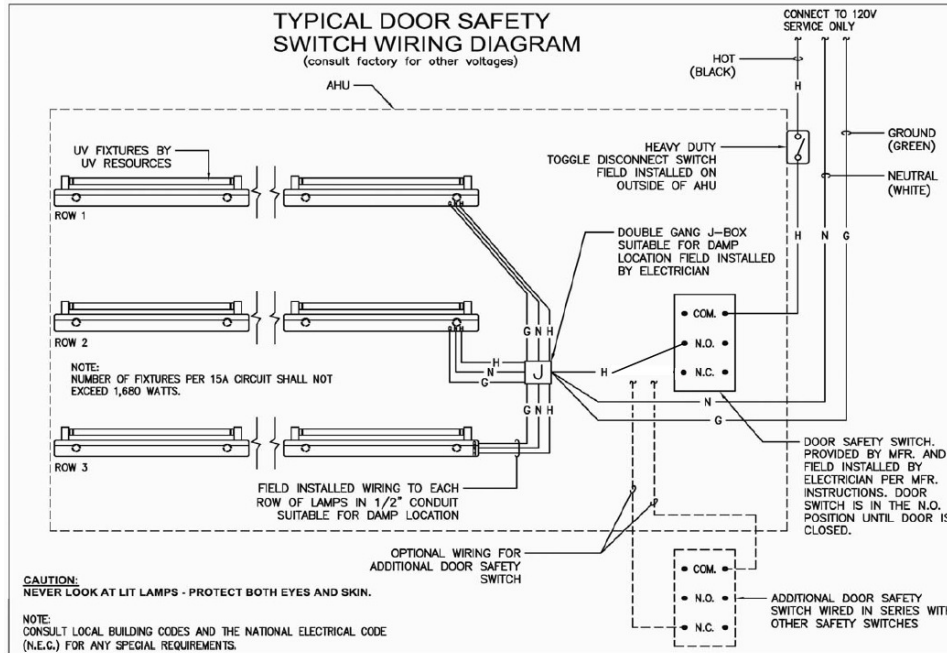 TYPICAL DOOR SAFETY
SWITCH WIRING DIAGRAM
(consult factory for other voltages)
CONNECT TO 120V
SERVICE ONLY
HOT
(BLACK)
H
AHU
UV FIXTURES BY
UV RESOURCES
HEAVY DUTY
TOGGLE DISCONNECT SWITCH
FIELD INSTALLED ON
OUTSIDE OF AHU
GROUND
(GREEN)
NEUTRAL
(WHITE)
ROW 1
G N H
H N G
DOUBLE GANG J-BOX
SUITABLE FOR DAMP
LOCATION FIELD INSTALLED
BY ELECTRICIAN
COM.
N.O.
N.C.
ROW 2
G N H
H
N
G
J
H
N
G
NOTE:
NUMBER OF FIXTURES PER 15A CIRCUIT SHALL NOT
EXCEED 1,680 WATTS.
G N H
ROW 3
FIELD INSTALLED WIRING TO EACH
ROW OF LAMPS IN 1/2" CONDUIT
SUITABLE FOR DAMP LOCATION
DOOR SAFETY SWITCH.
PROVIDED BY MFR. AND
FIELD INSTALLED BY
ELECTRICIAN PER MFR.
INSTRUCTIONS. DOOR
SWITCH IS IN THE N.O.
POSITION UNTIL DOOR IS
CLOSED.
OPTIONAL WIRING FOR
ADDITIONAL DOOR SAFETY
SWITCH
COM.
N.O.
N.C.
ADDITIONAL DOOR SAFETY
SWITCH WIRED IN SERIES WITH
OTHER SAFETY SWITCHES
CAUTION:
NEVER LOOK AT LIT LAMPS - PROTECT BOTH EYES AND SKIN.
NOTE:
CONSULT LOCAL BUILDING CODES AND THE NATIONAL ELECTRICAL CODE
(N.E.C.) FOR ANY SPECIAL REQUIREMENTS.